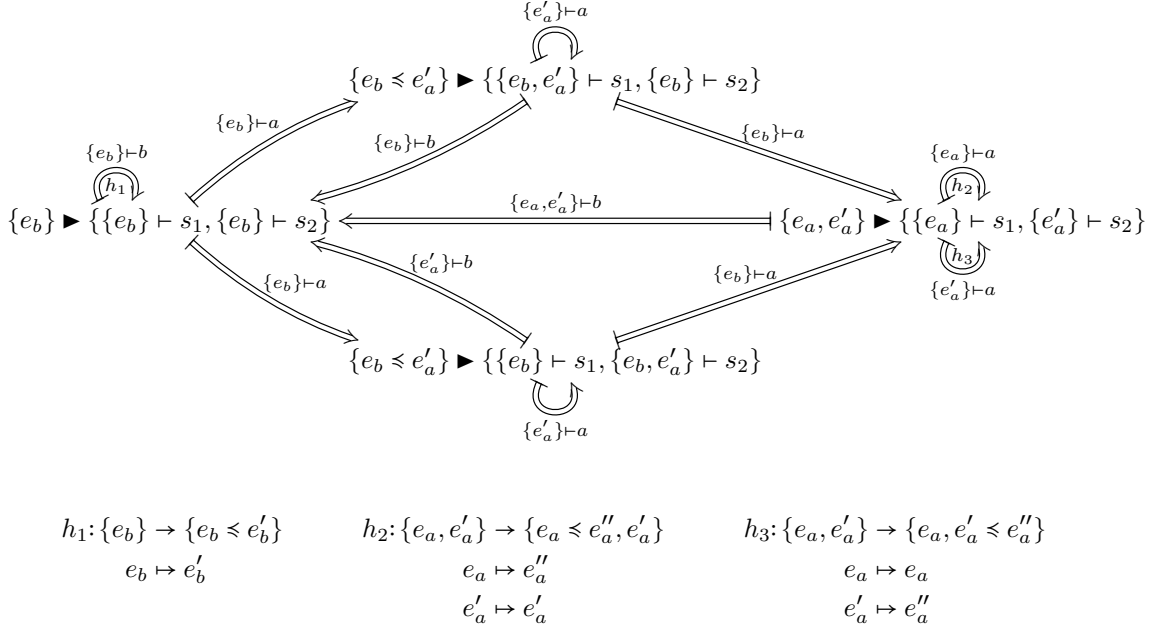 {e'_a}⊢a
{e_b ≼ e'_a} ► {{e_b, e'_a} ⊢ s_1, {e_b} ⊢ s_2}
{e_b}⊢a
{e_b}⊢b
{e_b}⊢a
{e_b}⊢b
h_1
{e_a}⊢a
h_2
{e_b} ► {{e_b} ⊢ s_1, {e_b} ⊢ s_2}
{e_a,e'_a}⊢b
{e_a, e'_a} ► {{e_a} ⊢ s_1, {e'_a} ⊢ s_2}
h_3
{e'_a}⊢a
{e_b}⊢a
{e'_a}⊢b
{e_b}⊢a
{e_b ≼ e'_a} ► {{e_b} ⊢ s_1, {e_b, e'_a} ⊢ s_2}
{e'_a}⊢a
h_1: {e_b} → {e_b ≼ e'_b}
e_b ↦ e'_b
h_2: {e_a, e'_a} → {e_a ≼ e''_a, e'_a}
e_a ↦ e''_a
e'_a ↦ e'_a
h_3: {e_a, e'_a} → {e_a, e'_a ≼ e''_a}
e_a ↦ e_a
e'_a ↦ e''_a